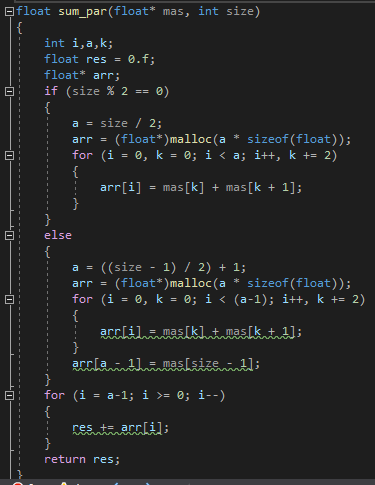 float sum_par(float* mas, int size)
{
int i,a,k;
float res = 0.f;
float* arr;
if (size % 2 == 0)
{
a = size / 2;
arr = (float*)malloc(a * sizeof(float));
for (i = 0, k = 0; i < a; i++, k += 2)
{
arr[i] = mas[k] + mas[k + 1];
}
}
else
{
a = ((size - 1) / 2) + 1;
arr = (float*)malloc(a * sizeof(float));
for (i = 0, k = 0; i < (a-1); i++, k += 2)
{
arr[i] = mas[k] + mas[k + 1];
}
arr[a - 1] = mas[size - 1];
}
for (i = a-1; i >= 0; i--)
{
res += arr[i];
}
return res;
}